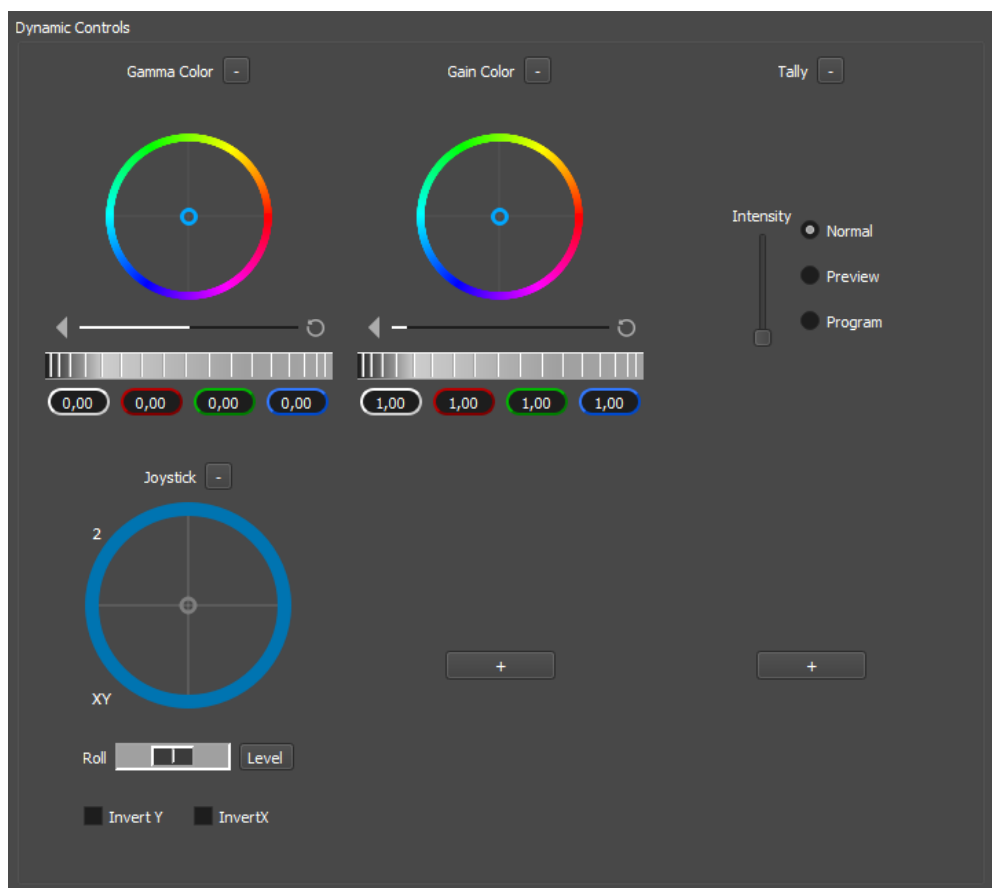 Dynamic Controls
Gamma Color -
Gain Color -
Tally -
Intensity
Normal
Preview
Program
0,00 0,00 0,00 0,00
1,00 1,00 1,00 1,00
Joystick -
2
XY
Roll
Level
Invert Y
InvertX
+
+